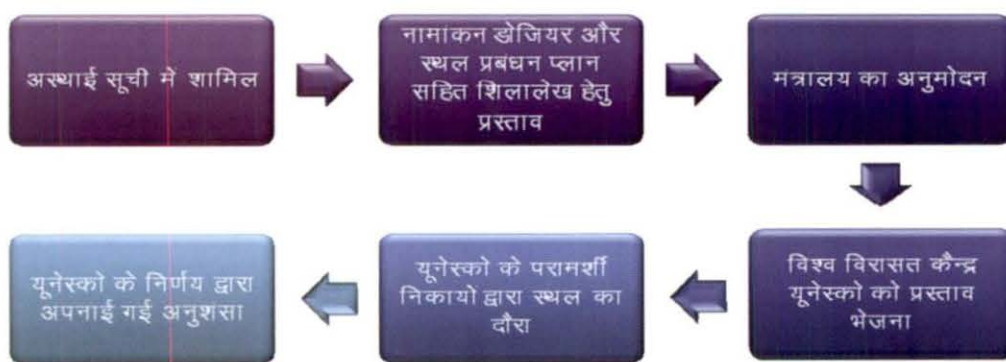 अस्थाई सूची में शामिल
नामांकन डोजियर और
स्थल प्रबंधन प्लान
सहित शिलालेख हेतु
प्रस्ताव
मंत्रालय का अनुमोदन
विश्व विरासत कैन्द्र
यूनेस्को को प्रस्ताव
भेजना
यूनेस्को के परामर्शी
निकायों द्वारा स्थल का
दौरा
यूनेस्को के निर्णय द्वारा
अपनाई गई अनुशंसा